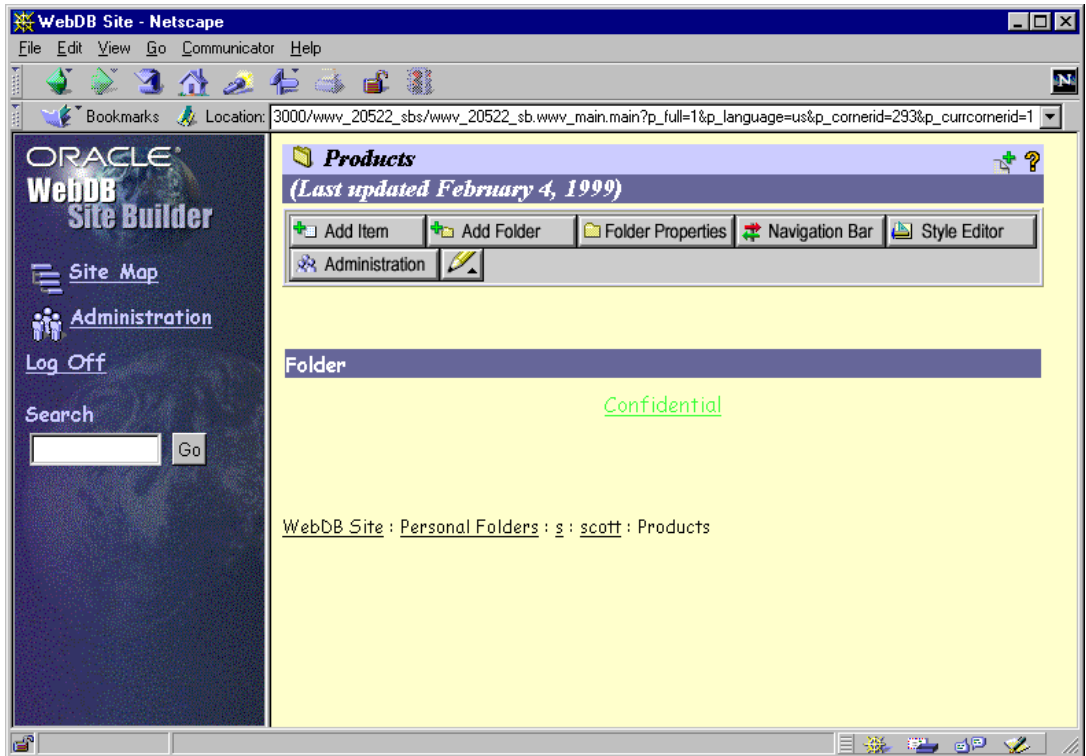 WebDB Site - Netscape
File Edit View Go Communicator Help
Bookmarks Location: 3000/wwv_20522_sbs/wwv_20522_sb.wwv_main.main?p_full=1&p_language=us&p_cornerid=293&p_currcornerid=1
N
ORACLE
WebDB
Site Builder
Site Map
Administration
Log Off
Search
Go
Products
(Last updated February 4, 1999)
Add Item Add Folder Folder Properties Navigation Bar Style Editor
Administration
Folder
Confidential
WebDB Site : Personal Folders : s : scott : Products